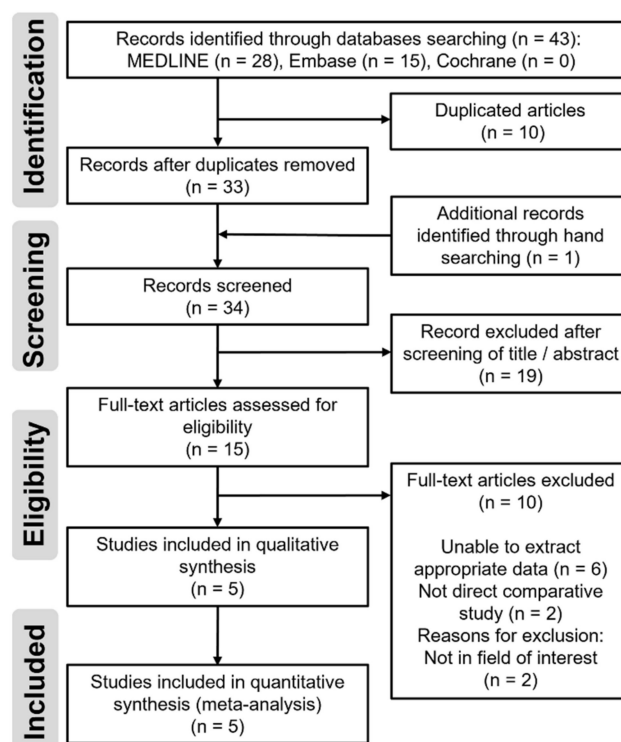 Identification
Records identified through databases searching (n = 43):
MEDLINE (n = 28), Embase (n = 15), Cochrane (n = 0)
Duplicated articles
(n = 10)
Records after duplicates removed
(n = 33)
Screening
Additional records
identified through hand
searching (n = 1)
Records screened
(n = 34)
Record excluded after
screening of title / abstract
(n = 19)
Eligibility
Full-text articles assessed for
eligibility
(n = 15)
Full-text articles excluded
(n = 10)
Unable to extract
appropriate data (n = 6)
Not direct comparative
study (n = 2)
Reasons for exclusion:
Not in field of interest
(n = 2)
Studies included in qualitative
synthesis
(n = 5)
Included
Studies included in quantitative
synthesis (meta-analysis)
(n = 5)